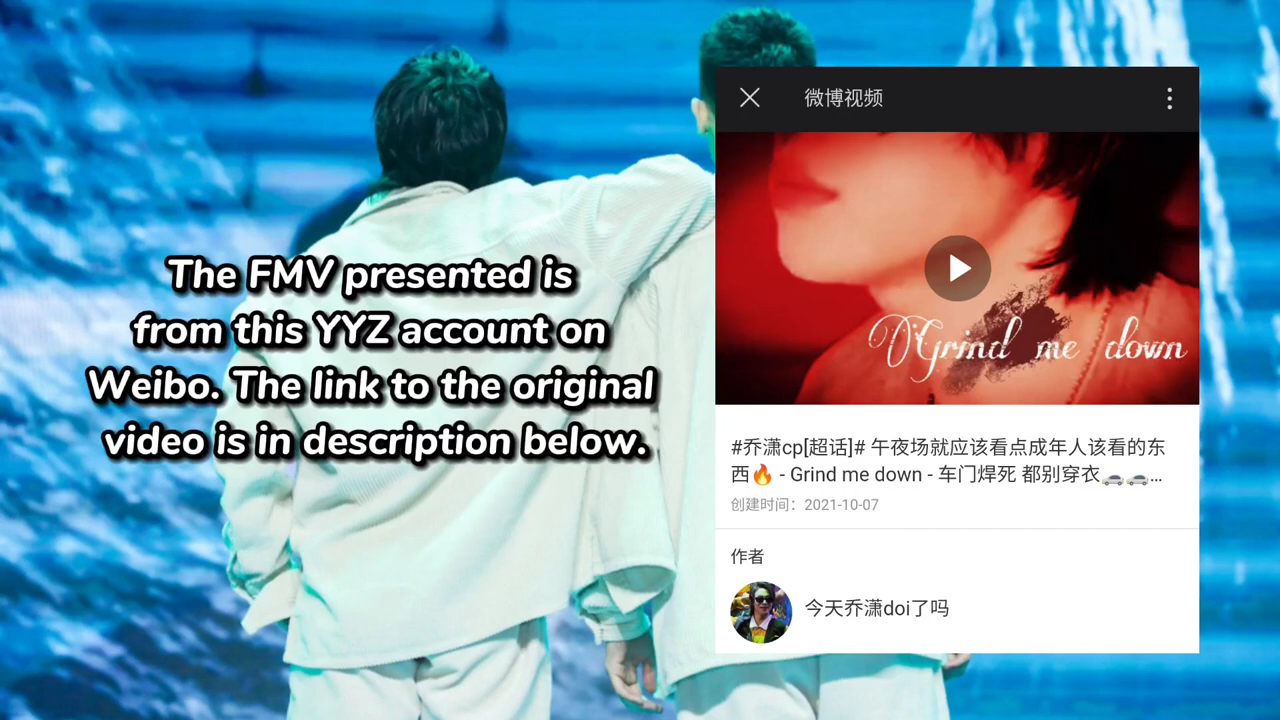 The FMV presented is
from this YYZ account on
Weibo. The link to the original
video is in description below.
微博视频
Grind me down
#乔潇cp[超话]# 午夜场就应该看点成年人该看的东
西🔥 - Grind me down - 车门焊死 都别穿衣🚗🚗...
创建时间：2021-10-07
作者
今天乔潇doi了吗